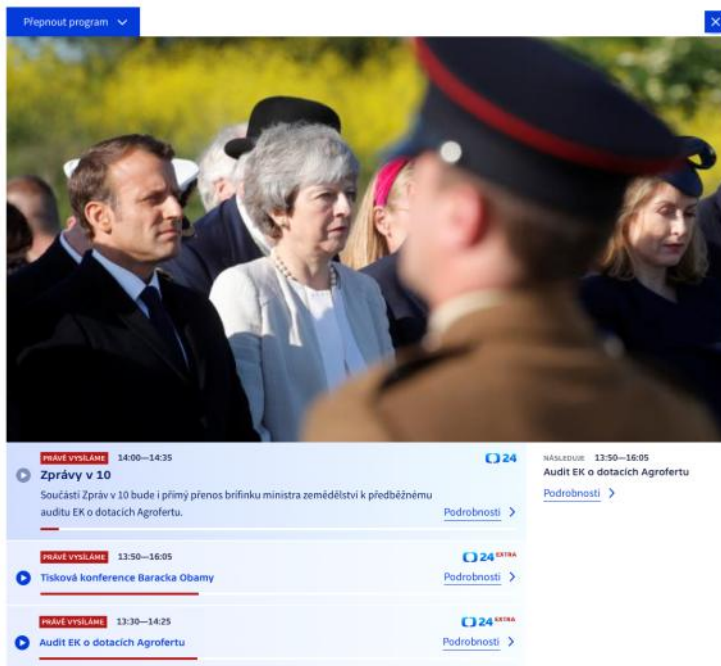 Přepnout program
PRÁVĚ VYSÍLÁME 14:00—14:35
24
Zprávy v 10
Součástí Zpráv v 10 bude i přímý přenos brífinku ministra zemědělství k předběžnému
auditu EK o dotacích Agrofertu.
Podrobnosti
PRÁVĚ VYSÍLÁME 13:50—16:05
24 EXTRA
Tisková konference Baracka Obamy
Podrobnosti
PRÁVĚ VYSÍLÁME 13:30—14:25
24 EXTRA
Audit EK o dotacích Agrofertu
Podrobnosti
NÁSLEDUJE 13:50—16:05
Audit EK o dotacích Agrofertu
Podrobnosti